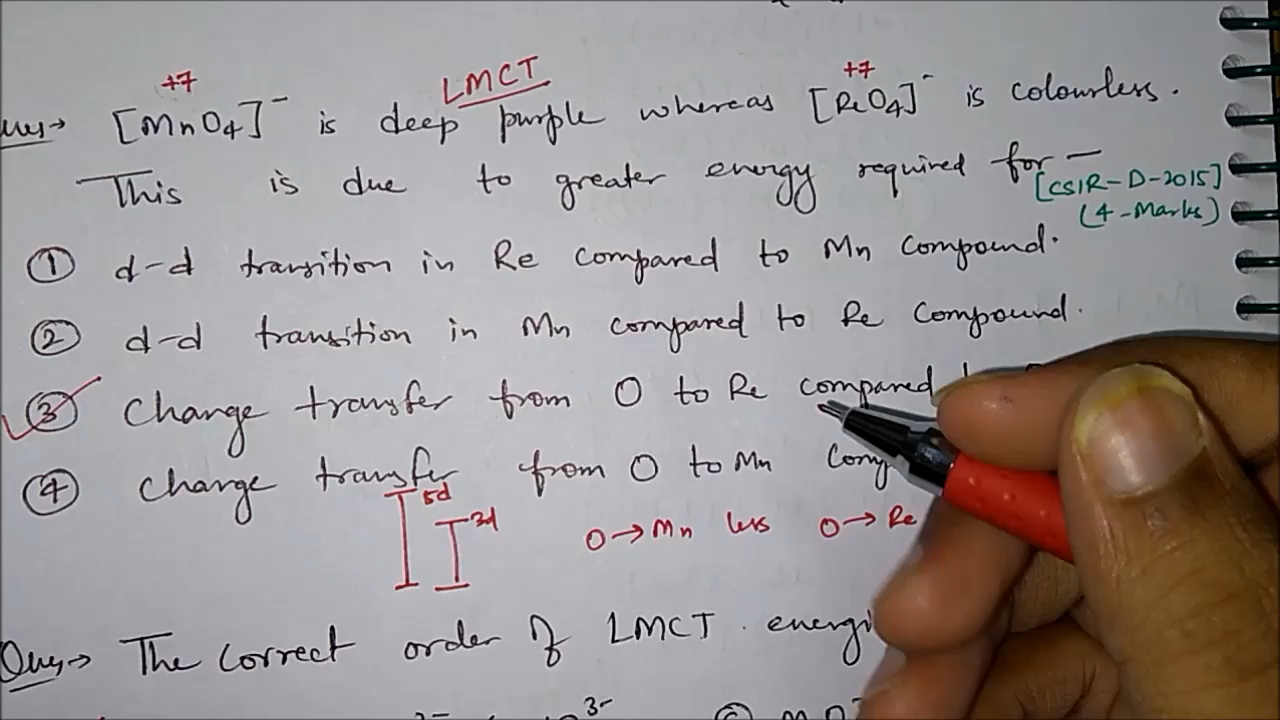 +7 LMCT +7
Ques→ [MnO4]⁻ is deep purple whereas [ReO4]⁻ is colourless.
This is due to greater energy required for —
[CSIR-D-2015]
(4-Marks)
① d-d transition in Re compared to Mn compound.
② d-d transition in Mn compared to Re compound.
③ Change transfer from O to Re compared
④ Change transfer from O to Mn
5d
3d
O→Mn less O→Re
Ques→ The correct order of LMCT
3-